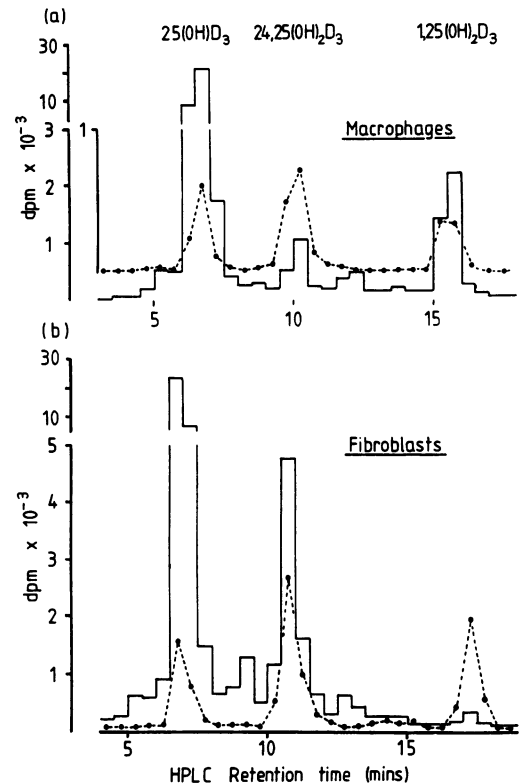 (a)
25(OH)D₃ 24,25(OH)₂D₃ 1,25(OH)₂D₃
Macrophages
dpm x 10⁻³
30
20
10
3 1
2
1
5 10 15
(b)
Fibroblasts
dpm x 10⁻³
30
20
10
5
4
3
2
1
5 10 15
HPLC Retention time (mins)